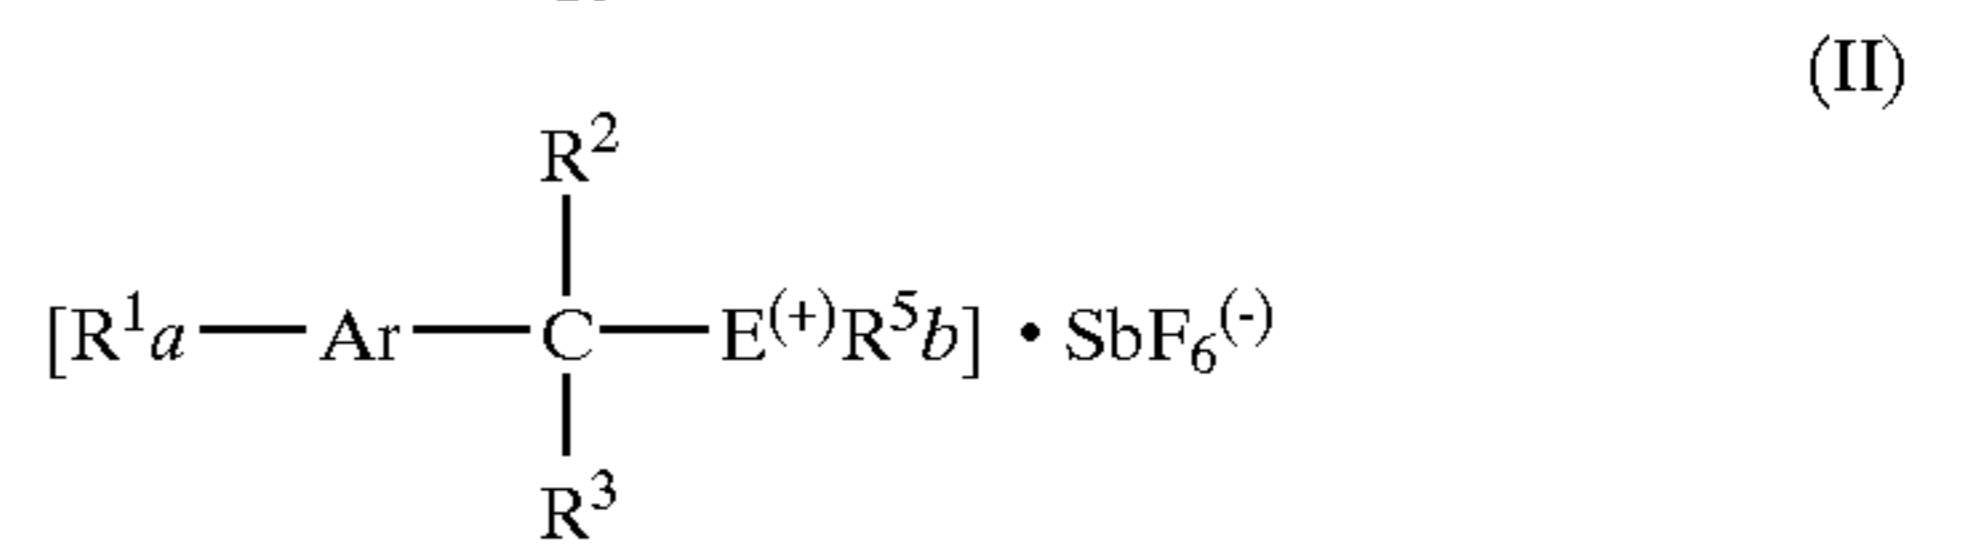 (II)
R²
[R¹a—Ar—C—E⁽⁺⁾R⁵b] • SbF₆⁽⁻⁾
R³